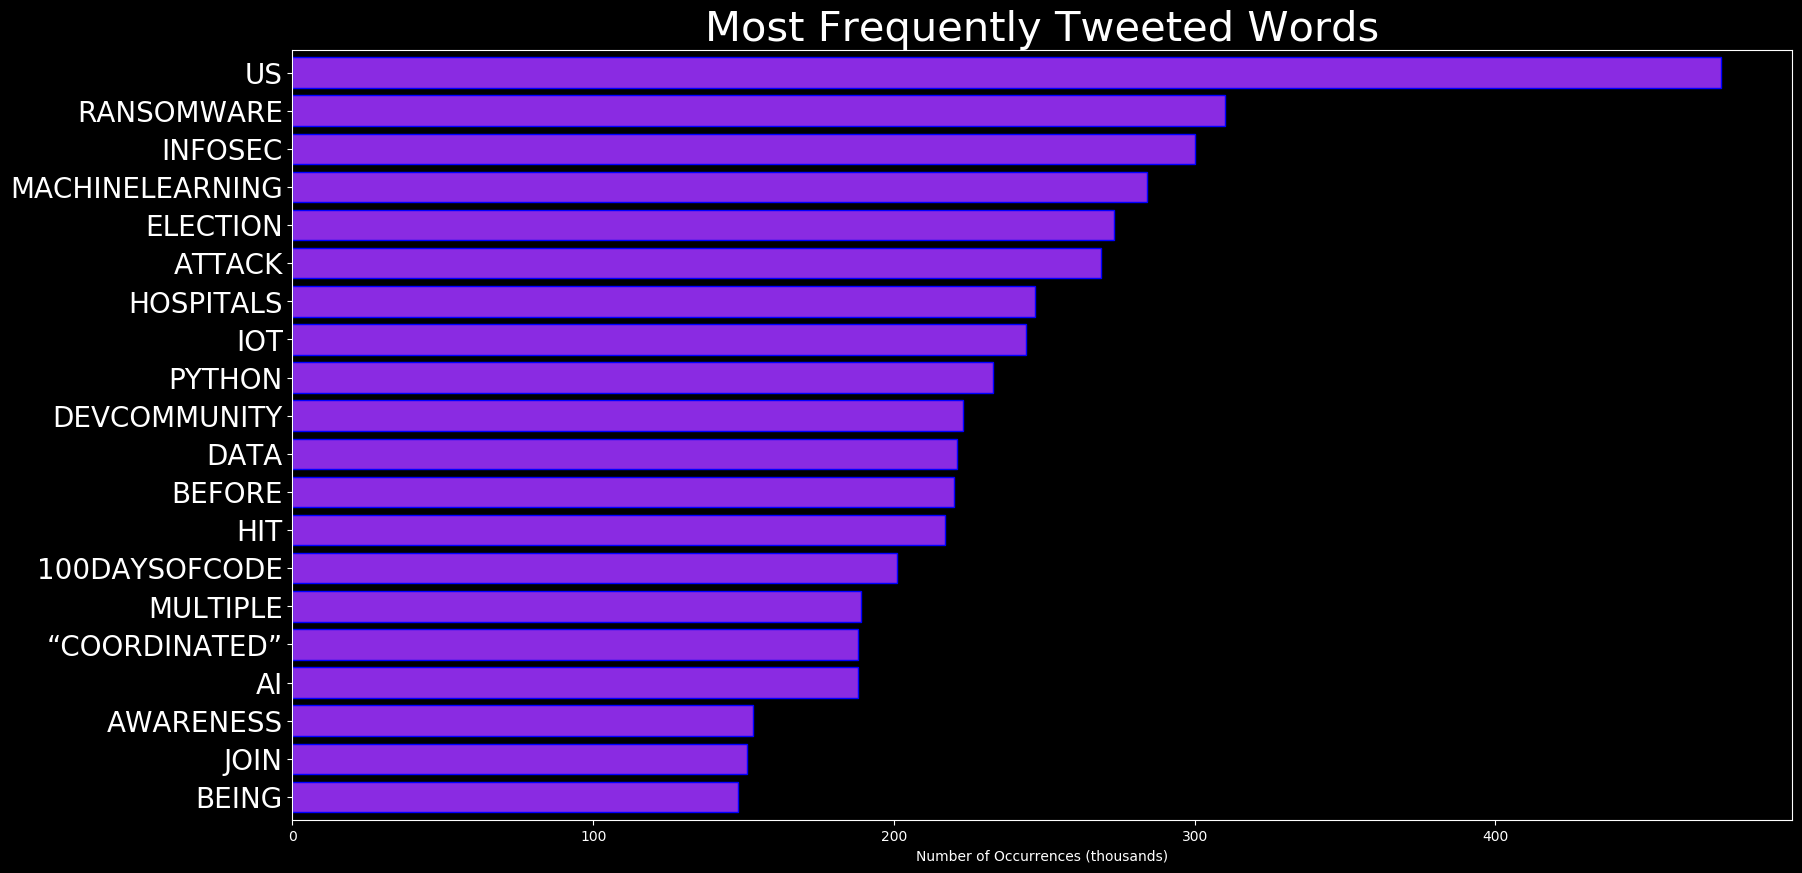 Most Frequently Tweeted Words
US
RANSOMWARE
INFOSEC
MACHINELEARNING
ELECTION
ATTACK
HOSPITALS
IOT
PYTHON
DEVCOMMUNITY
DATA
BEFORE
HIT
100DAYSOFCODE
MULTIPLE
“COORDINATED”
AI
AWARENESS
JOIN
BEING
0 100 200 300 400
Number of Occurrences (thousands)